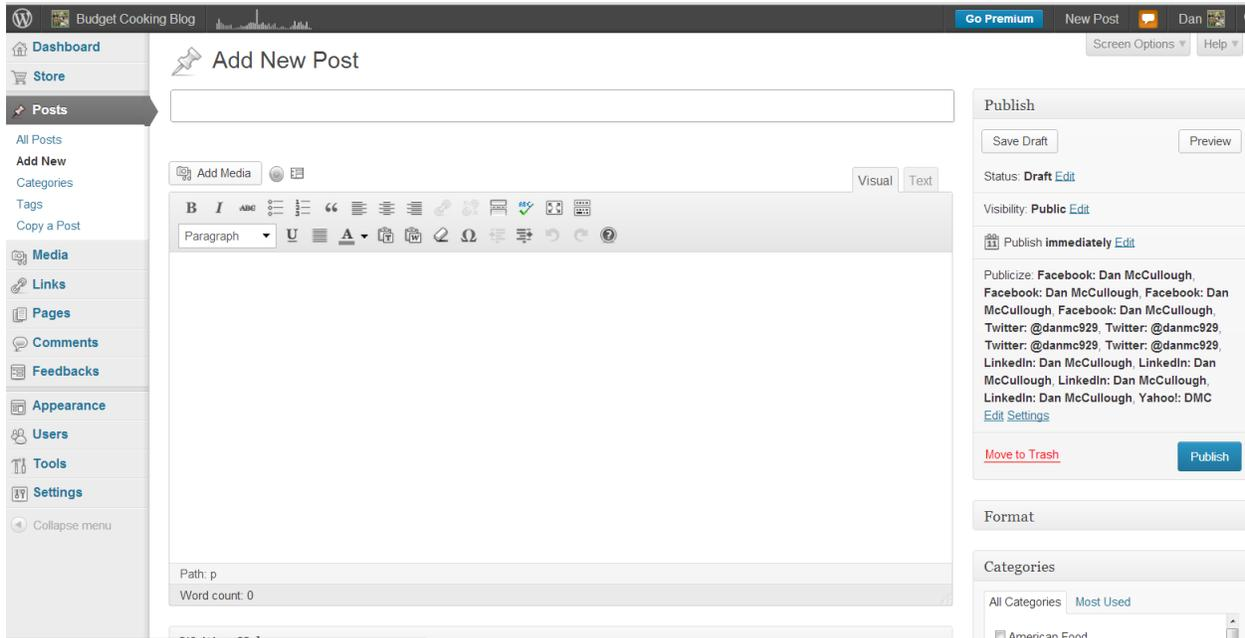 Budget Cooking Blog
Go Premium
New Post
Dan
Screen Options
Help
Dashboard
Store
Posts
All Posts
Add New
Categories
Tags
Copy a Post
Media
Links
Pages
Comments
Feedbacks
Appearance
Users
Tools
Settings
Collapse menu
Add New Post
Add Media
Visual
Text
B I ABC
Paragraph
U A
Path: p
Word count: 0
Publish
Save Draft
Preview
Status: Draft Edit
Visibility: Public Edit
Publish immediately Edit
Publicize: Facebook: Dan McCullough,
Facebook: Dan McCullough, Facebook: Dan
McCullough, Facebook: Dan McCullough,
Twitter: @danmc929, Twitter: @danmc929,
Twitter: @danmc929, Twitter: @danmc929,
LinkedIn: Dan McCullough, LinkedIn: Dan
McCullough, LinkedIn: Dan McCullough,
LinkedIn: Dan McCullough, Yahoo!: DMC
Edit Settings
Move to Trash
Publish
Format
Categories
All Categories
Most Used
American Food